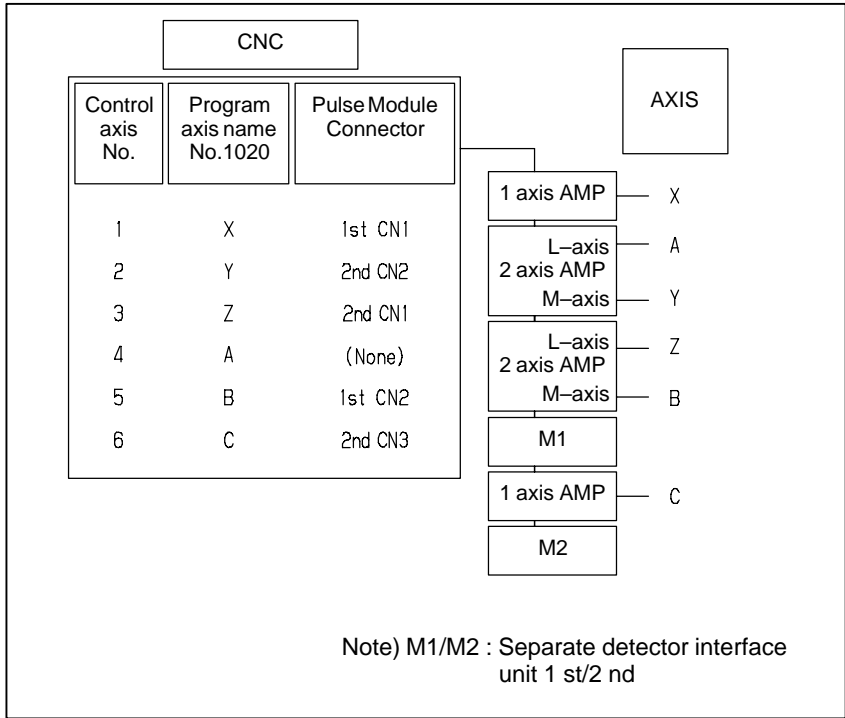 CNC
Control axis No.
Program axis name No.1020
Pulse Module Connector
1 X 1st CN1
2 Y 2nd CN2
3 Z 2nd CN1
4 A (None)
5 B 1st CN2
6 C 2nd CN3
AXIS
1 axis AMP X
L–axis A
2 axis AMP
M–axis Y
L–axis Z
2 axis AMP
M–axis B
M1
1 axis AMP C
M2
Note) M1/M2 : Separate detector interface
unit 1 st/2 nd